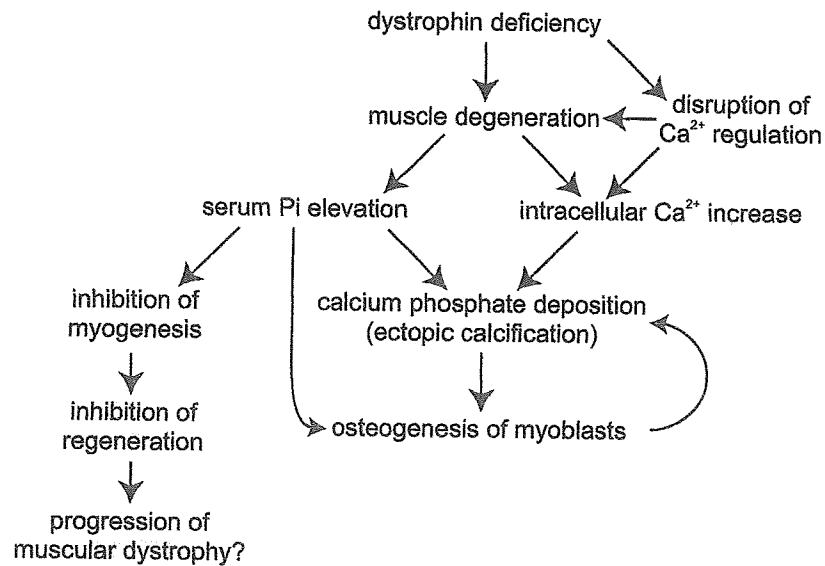 dystrophin deficiency
muscle degeneration
disruption of
Ca²⁺ regulation
serum Pi elevation
intracellular Ca²⁺ increase
inhibition of
myogenesis
calcium phosphate deposition
(ectopic calcification)
inhibition of
regeneration
osteogenesis of myoblasts
progression of
muscular dystrophy?